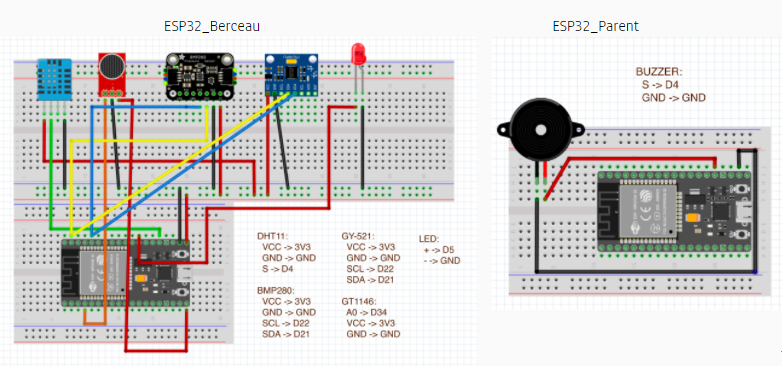 ESP32_Berceau
ESP32_Parent
BUZZER:
S -> D4
GND -> GND
DHT11:
VCC -> 3V3
GND -> GND
S -> D4
BMP280:
VCC -> 3V3
GND -> GND
SCL -> D22
SDA -> D21
GY-521:
VCC -> 3V3
GND -> GND
SCL -> D22
SDA -> D21
GT1146:
A0 -> D34
VCC -> 3V3
GND -> GND
LED:
+ -> D5
- -> GND